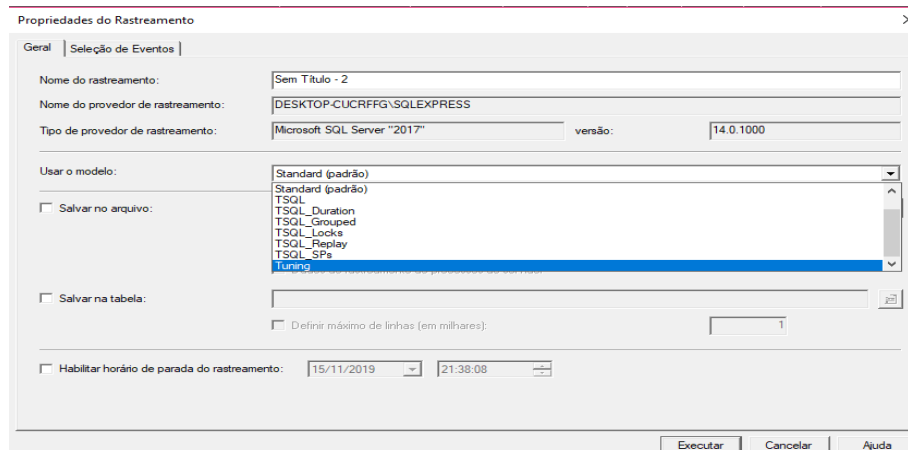 Propriedades do Rastreamento
Geral
Seleção de Eventos
Nome do rastreamento: Sem Título - 2
Nome do provedor de rastreamento: DESKTOP-CUCRFFG\SQLEXPRESS
Tipo de provedor de rastreamento: Microsoft SQL Server "2017" versão: 14.0.1000
Usar o modelo: Standard (padrão)
Standard (padrão)
TSQL
TSQL_Duration
TSQL_Grouped
TSQL_Locks
TSQL_Replay
TSQL_SPs
Tuning
Salvar no arquivo:
Salvar na tabela:
Definir máximo de linhas (em milhares): 1
Habilitar horário de parada do rastreamento: 15/11/2019 21:38:08
Executar Cancelar Ajuda